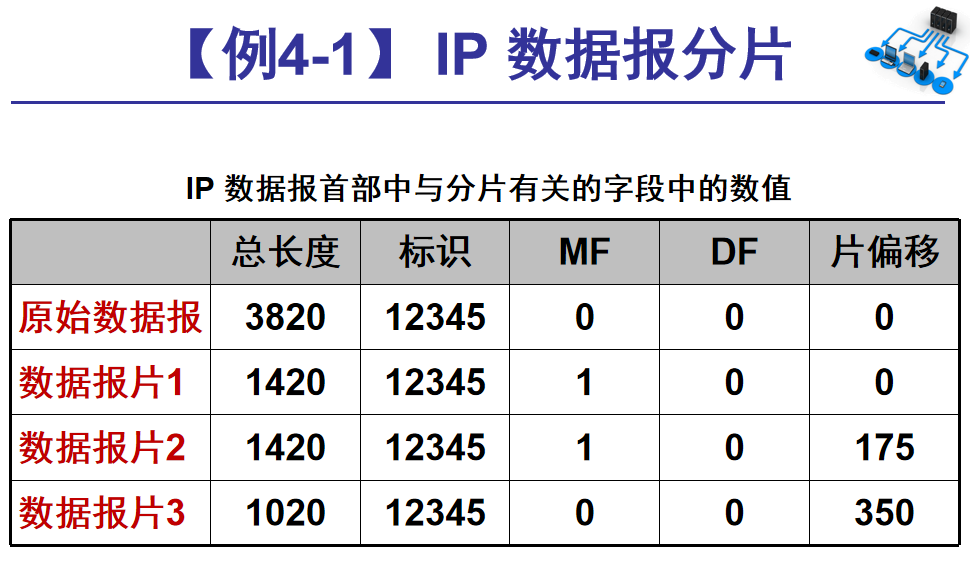 【例4-1】 IP 数据报分片
IP 数据报首部中与分片有关的字段中的数值
总长度 标识 MF DF 片偏移
原始数据报 3820 12345 0 0 0
数据报片1 1420 12345 1 0 0
数据报片2 1420 12345 1 0 175
数据报片3 1020 12345 0 0 350